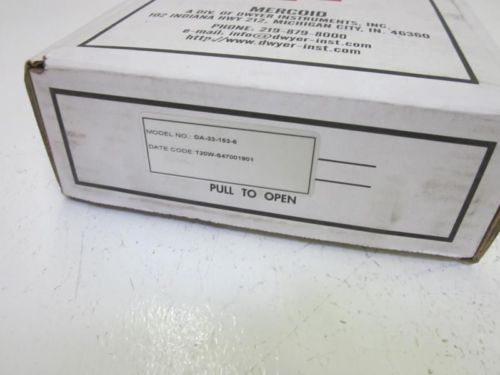 MERCOID
A DIV. OF DWYER INSTRUMENTS, INC.
102 INDIANA HWY 212, MICHIGAN CITY, IN. 46360
PHONE: 219-879-8000
e-mail: info@dwyer-inst.com
http://www.dwyer-inst.com
MODEL NO.: DA-33-153-6
DATE CODE: T20W-S47001901
PULL TO OPEN